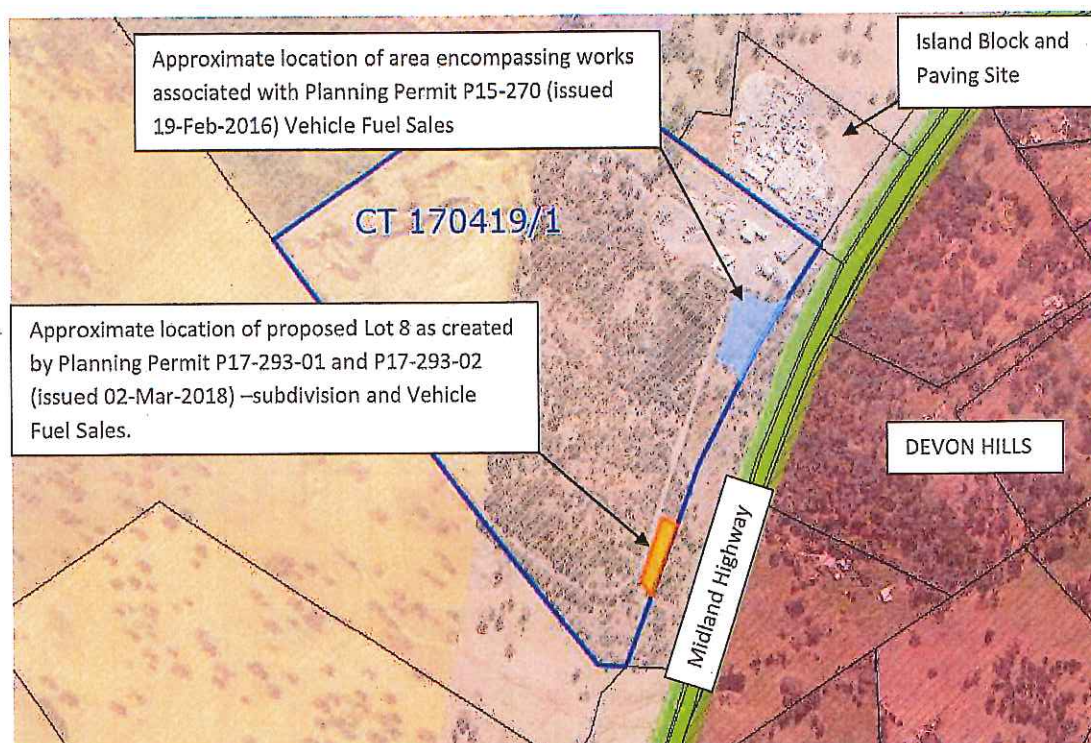 Approximate location of area encompassing works
associated with Planning Permit P15-270 (issued
19-Feb-2016) Vehicle Fuel Sales
Island Block and
Paving Site
CT 170419/1
Approximate location of proposed Lot 8 as created
by Planning Permit P17-293-01 and P17-293-02
(issued 02-Mar-2018) –subdivision and Vehicle
Fuel Sales.
DEVON HILLS
Midland Highway